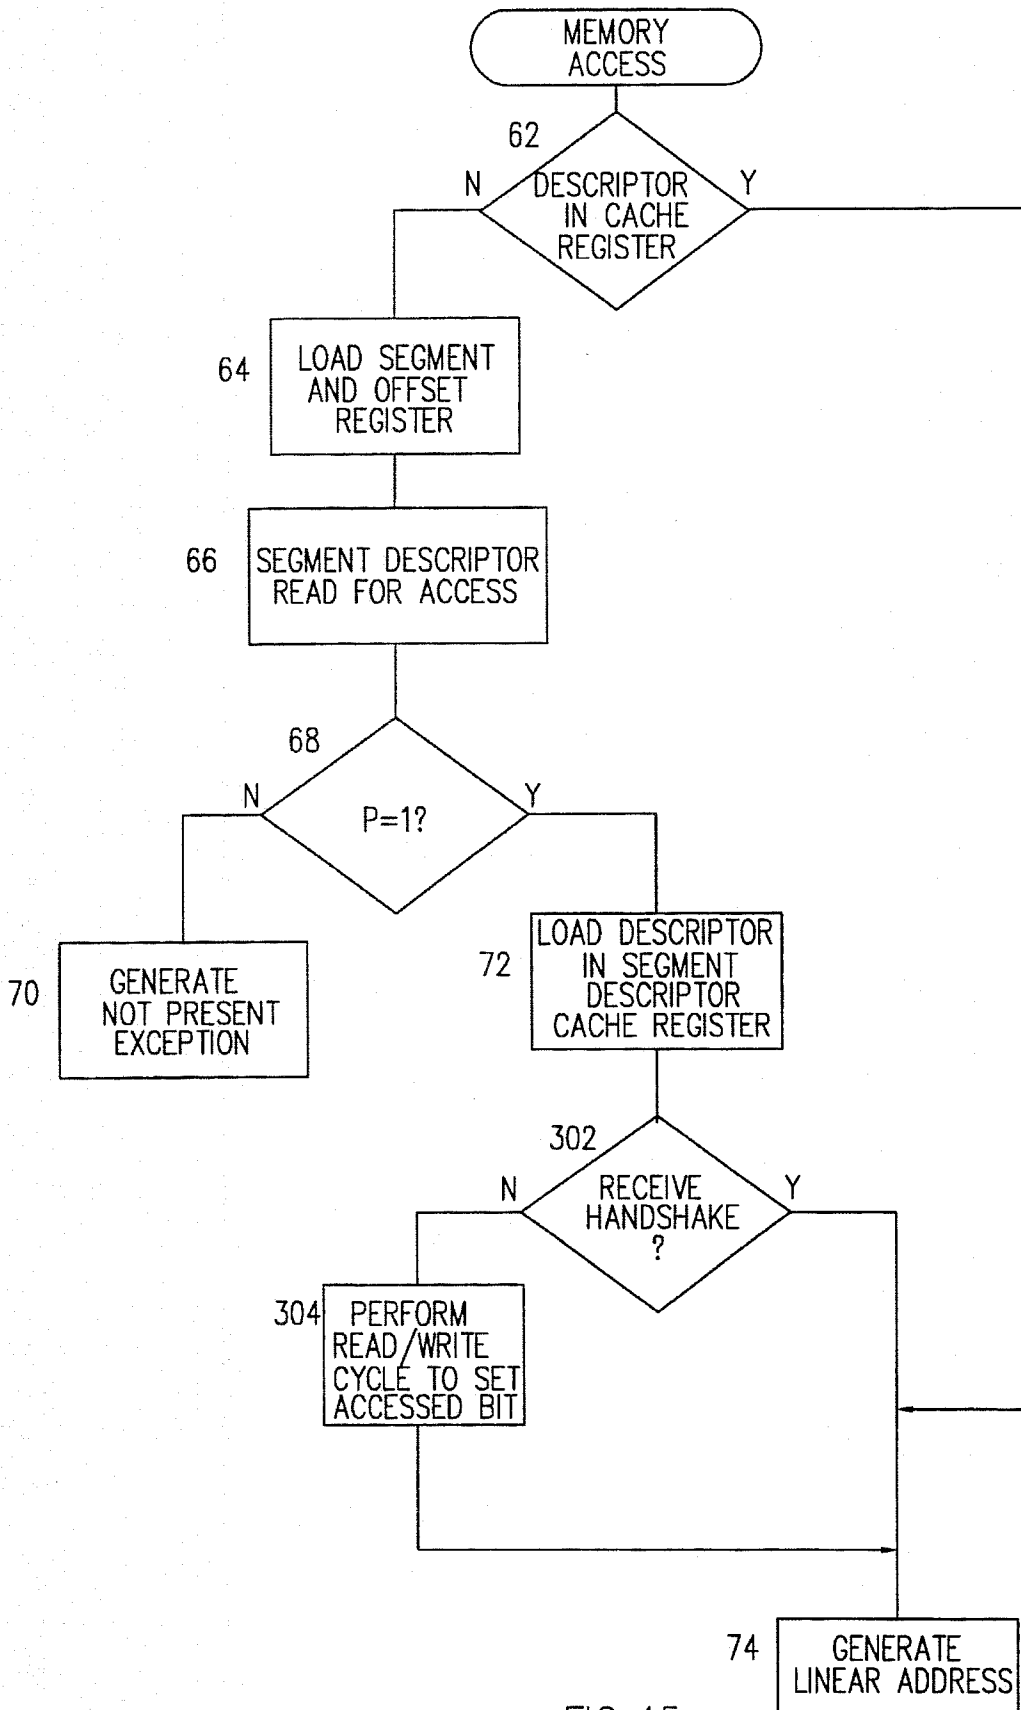 MEMORY
ACCESS
62
N
Y
DESCRIPTOR
IN CACHE
REGISTER
64
LOAD SEGMENT
AND OFFSET
REGISTER
66
SEGMENT DESCRIPTOR
READ FOR ACCESS
68
N
Y
P=1?
70
GENERATE
NOT PRESENT
EXCEPTION
72
LOAD DESCRIPTOR
IN SEGMENT
DESCRIPTOR
CACHE REGISTER
302
N
Y
RECEIVE
HANDSHAKE
?
304
PERFORM
READ/WRITE
CYCLE TO SET
ACCESSED BIT
74
GENERATE
LINEAR ADDRESS